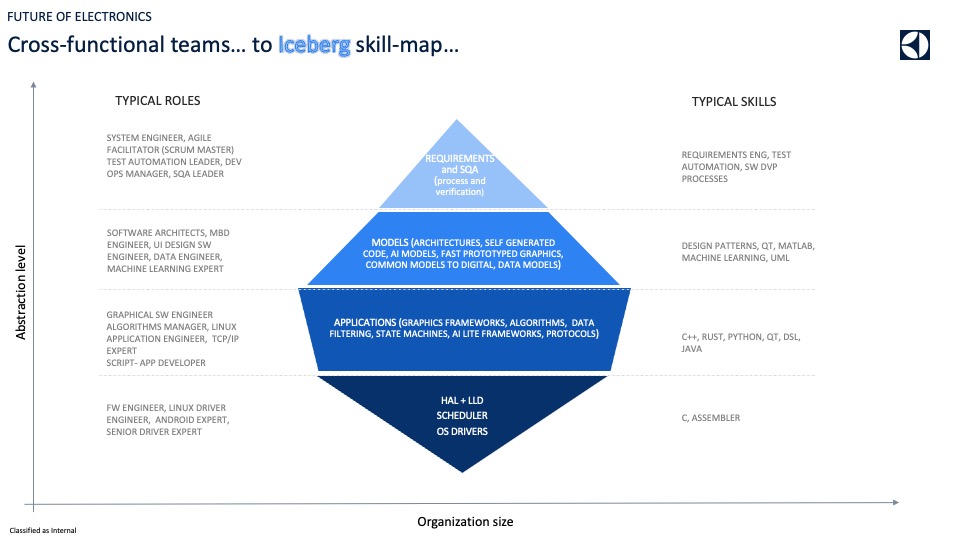 FUTURE OF ELECTRONICS
Cross-functional teams... to Iceberg skill-map...
TYPICAL ROLES
TYPICAL SKILLS
SYSTEM ENGINEER, AGILE
FACILITATOR (SCRUM MASTER)
TEST AUTOMATION LEADER, DEV
OPS MANAGER, SQA LEADER
REQUIREMENTS
and SQA
(process and
verification)
REQUIREMENTS ENG, TEST
AUTOMATION, SW DVP
PROCESSES
SOFTWARE ARCHITECTS, MBD
ENGINEER, UI DESIGN SW
ENGINEER, DATA ENGINEER,
MACHINE LEARNING EXPERT
MODELS (ARCHITECTURES, SELF GENERATED
CODE, AI MODELS, FAST PROTOTYPED GRAPHICS,
COMMON MODELS TO DIGITAL, DATA MODELS)
DESIGN PATTERNS, QT, MATLAB,
MACHINE LEARNING, UML
GRAPHICAL SW ENGINEER
ALGORITHMS MANAGER, LINUX
APPLICATION ENGINEER, TCP/IP
EXPERT
SCRIPT- APP DEVELOPER
APPLICATIONS (GRAPHICS FRAMEWORKS, ALGORITHMS, DATA
FILTERING, STATE MACHINES, AI LITE FRAMEWORKS, PROTOCOLS)
C++, RUST, PYTHON, QT, DSL,
JAVA
FW ENGINEER, LINUX DRIVER
ENGINEER, ANDROID EXPERT,
SENIOR DRIVER EXPERT
HAL + LLD
SCHEDULER
OS DRIVERS
C, ASSEMBLER
Abstraction level
Organization size
Classified as Internal